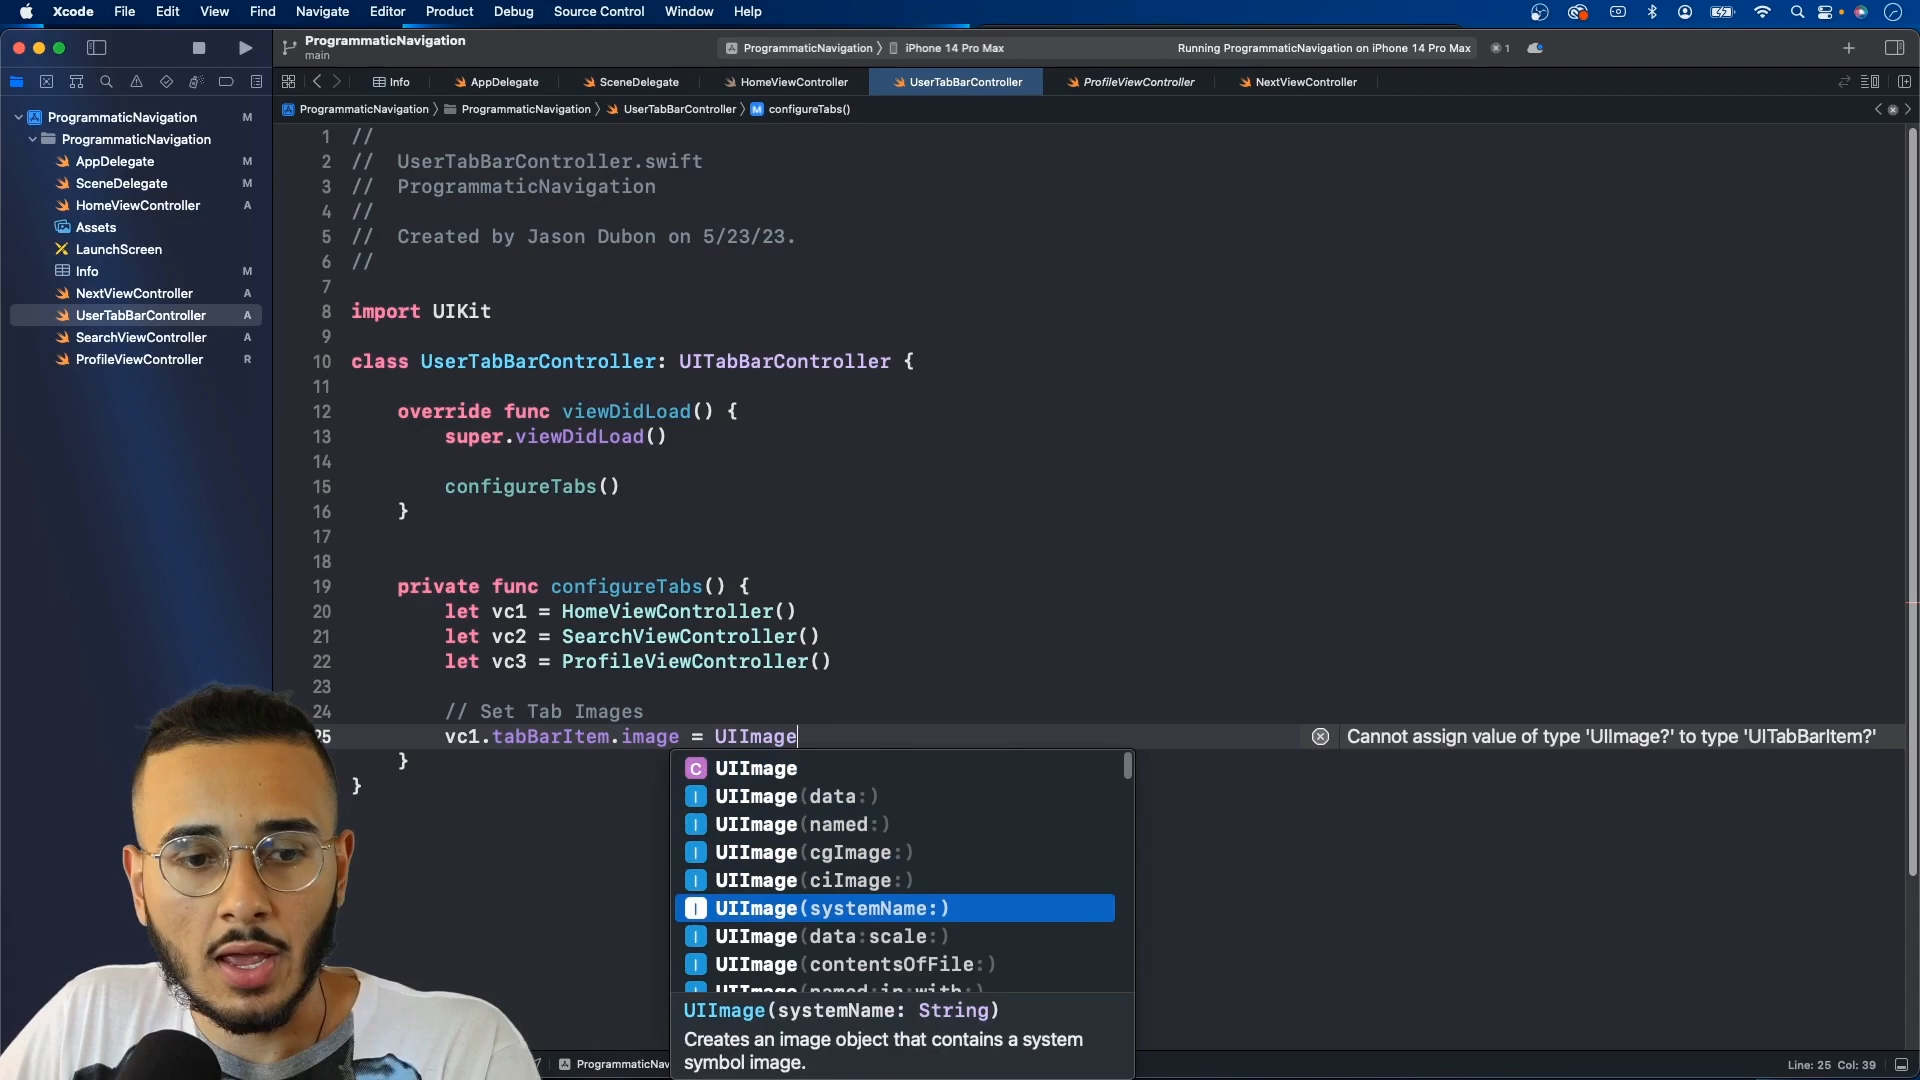 Xcode File Edit View Find Navigate Editor Product Debug Source Control Window Help
ProgrammaticNavigation
main
ProgrammaticNavigation 〉 iPhone 14 Pro Max
Running ProgrammaticNavigation on iPhone 14 Pro Max
1
Info AppDelegate SceneDelegate HomeViewController UserTabBarController ProfileViewController NextViewController
ProgrammaticNavigation 〉 ProgrammaticNavigation 〉 UserTabBarController 〉 M configureTabs()
ProgrammaticNavigation M
ProgrammaticNavigation
AppDelegate M
SceneDelegate M
HomeViewController A
Assets
LaunchScreen
Info M
NextViewController A
UserTabBarController A
SearchViewController A
ProfileViewController R
1 //
2 // UserTabBarController.swift
3 // ProgrammaticNavigation
4 //
5 // Created by Jason Dubon on 5/23/23.
6 //
7
8 import UIKit
9
10 class UserTabBarController: UITabBarController {
11
12 override func viewDidLoad() {
13 super.viewDidLoad()
14
15 configureTabs()
16 }
17
18
19 private func configureTabs() {
20 let vc1 = HomeViewController()
21 let vc2 = SearchViewController()
22 let vc3 = ProfileViewController()
23
24 // Set Tab Images
25 vc1.tabBarItem.image = UIImage
Cannot assign value of type 'UIImage?' to type 'UITabBarItem?'
}
}
C UIImage
I UIImage(data:)
I UIImage(named:)
I UIImage(cgImage:)
I UIImage(ciImage:)
I UIImage(systemName:)
I UIImage(data:scale:)
I UIImage(contentsOfFile:)
I UIImage(named:in:with:)
UIImage(systemName: String)
Creates an image object that contains a system
symbol image.
ProgrammaticNav
Line: 25 Col: 39